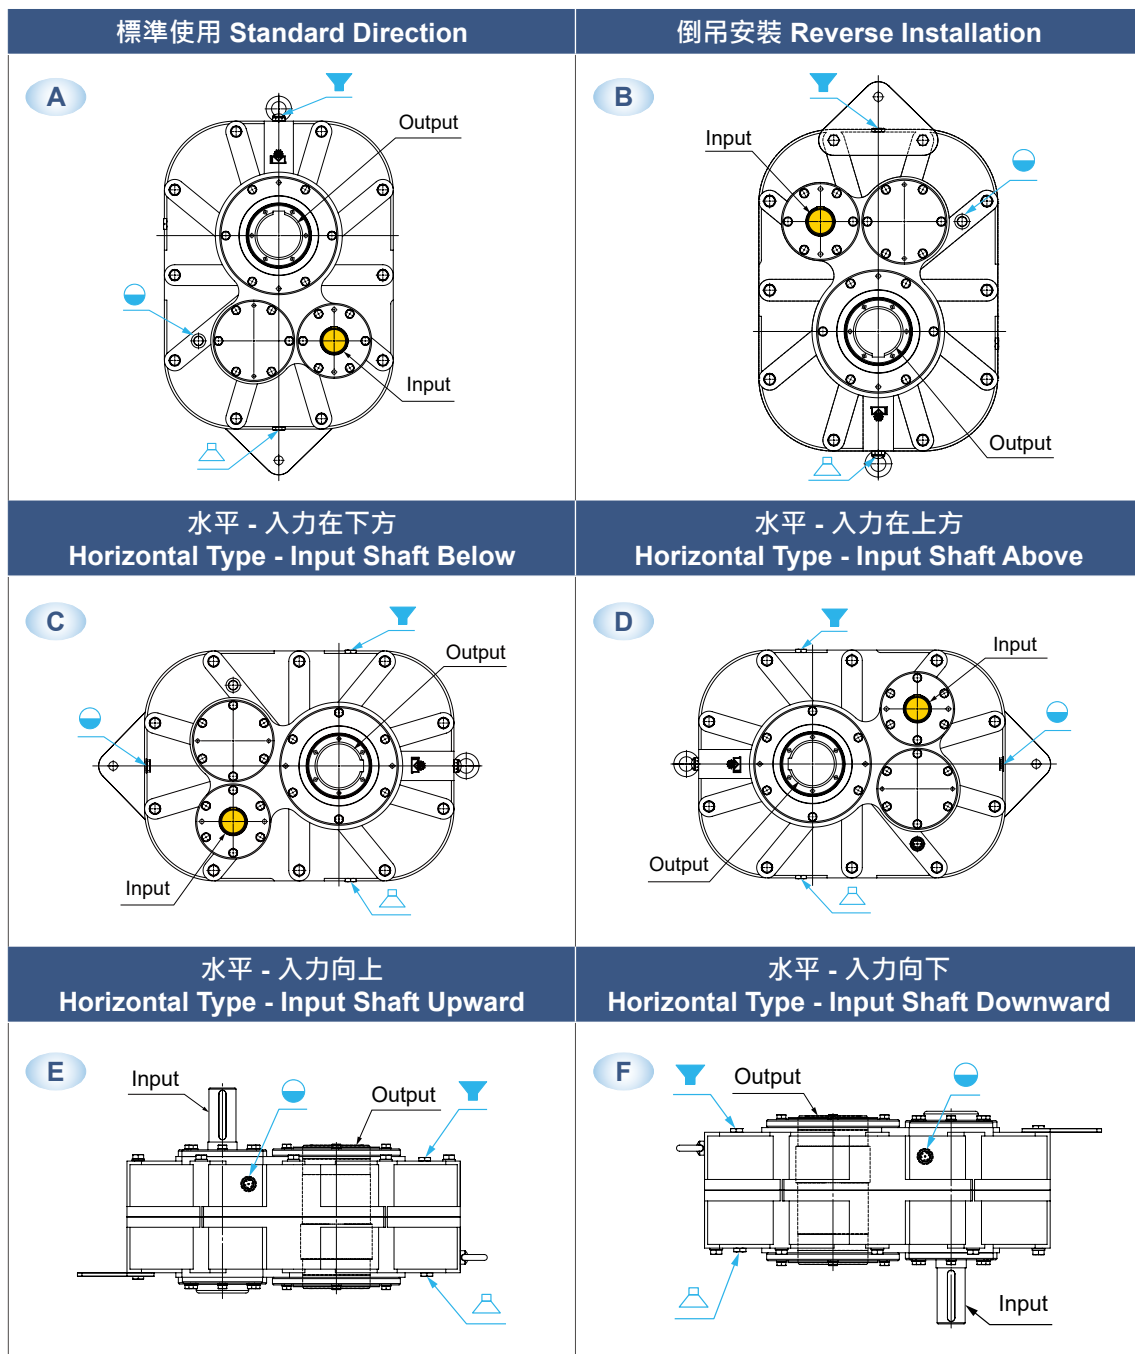 標準使用 Standard Direction
倒吊安裝 Reverse Installation
A
Output
Input
B
Input
Output
水平 - 入力在下方
Horizontal Type - Input Shaft Below
水平 - 入力在上方
Horizontal Type - Input Shaft Above
C
Output
Input
D
Input
Output
水平 - 入力向上
Horizontal Type - Input Shaft Upward
水平 - 入力向下
Horizontal Type - Input Shaft Downward
E
Input
Output
F
Output
Input